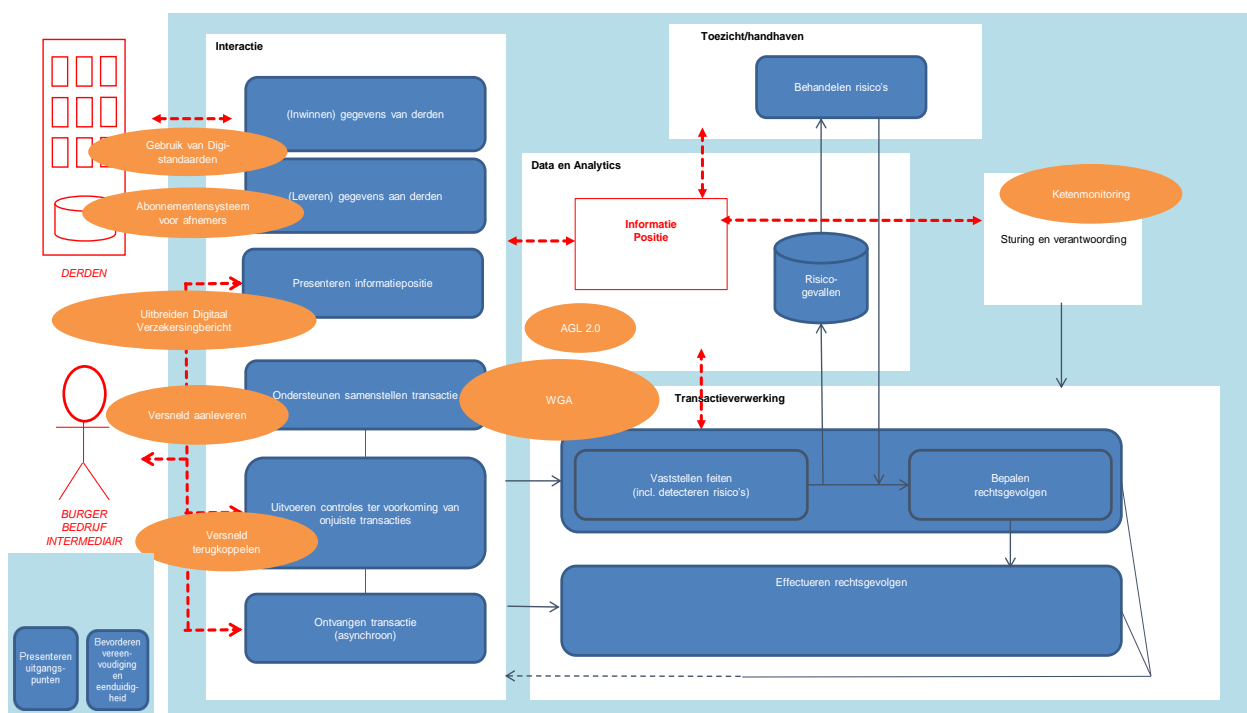 Interactie
(Inwinnen) gegevens van derden
Gebruik van Digi-
standaarden
(Leveren) gegevens aan derden
Abonnementensysteem
voor afnemers
DERDEN
Presenteren informatiepositie
Uitbreiden Digitaal
Verzekersingbericht
Ondersteunen samenstellen transactie
Versneld aanleveren
Uitvoeren controles ter voorkoming van
onjuiste transacties
BURGER
BEDRIJF
INTERMEDIAIR
Versneld
terugkoppelen
Ontvangen transactie
(asynchroon)
Presenteren
uitgangs-
punten
Bevorderen
vereen-
voudiging
en
eenduidig-
heid
Toezicht/handhaven
Behandelen risico's
Data en Analytics
Informatie
Positie
Risico-
gevallen
AGL 2.0
WGA
Ketenmonitoring
Sturing en verantwoording
Transactieverwerking
Vaststellen feiten
(incl. detecteren risico's)
Bepalen
rechtsgevolgen
Effectueren rechtsgevolgen